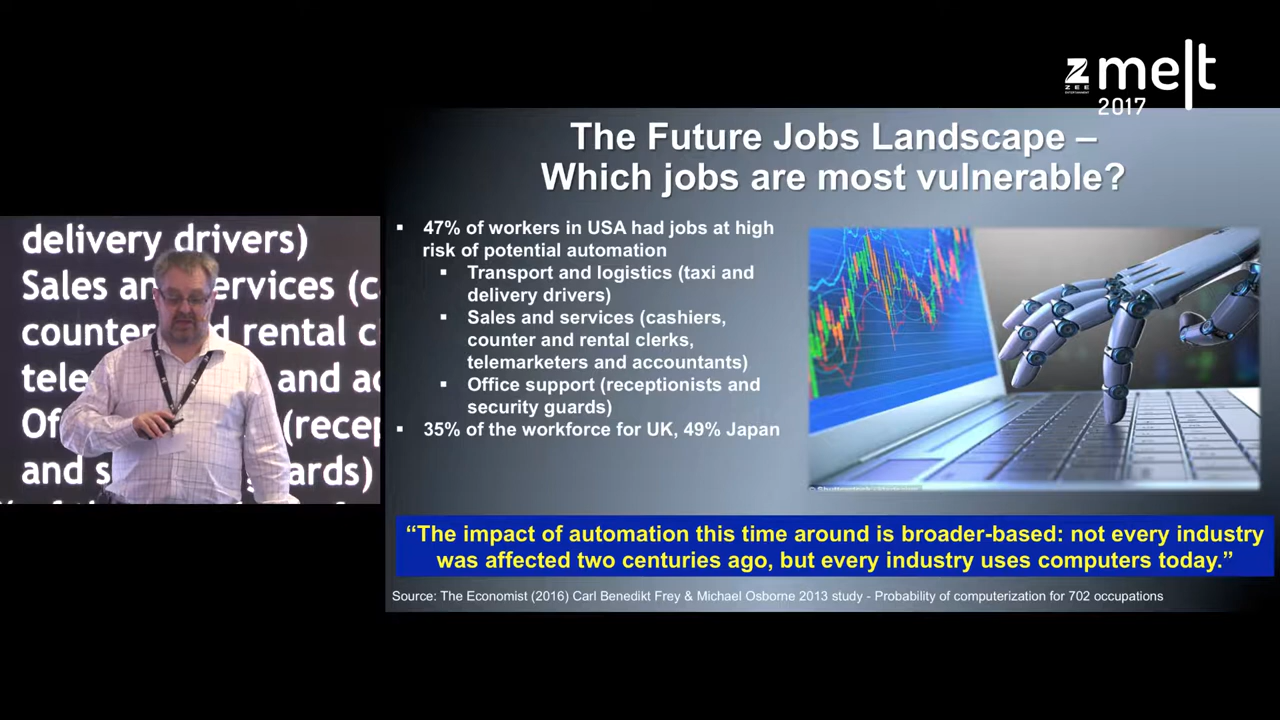 Z melt
ZEE
ENTERTAINMENT
2017
The Future Jobs Landscape –
Which jobs are most vulnerable?
▪ 47% of workers in USA had jobs at high
risk of potential automation
▪ Transport and logistics (taxi and
delivery drivers)
▪ Sales and services (cashiers,
counter and rental clerks,
telemarketers and accountants)
▪ Office support (receptionists and
security guards)
▪ 35% of the workforce for UK, 49% Japan
“The impact of automation this time around is broader-based: not every industry
was affected two centuries ago, but every industry uses computers today.”
Source: The Economist (2016) Carl Benedikt Frey & Michael Osborne 2013 study - Probability of computerization for 702 occupations
delivery drivers)
Sales an ervices (c
counter d rental cl
tele and ac
Of (recep
and s ards)